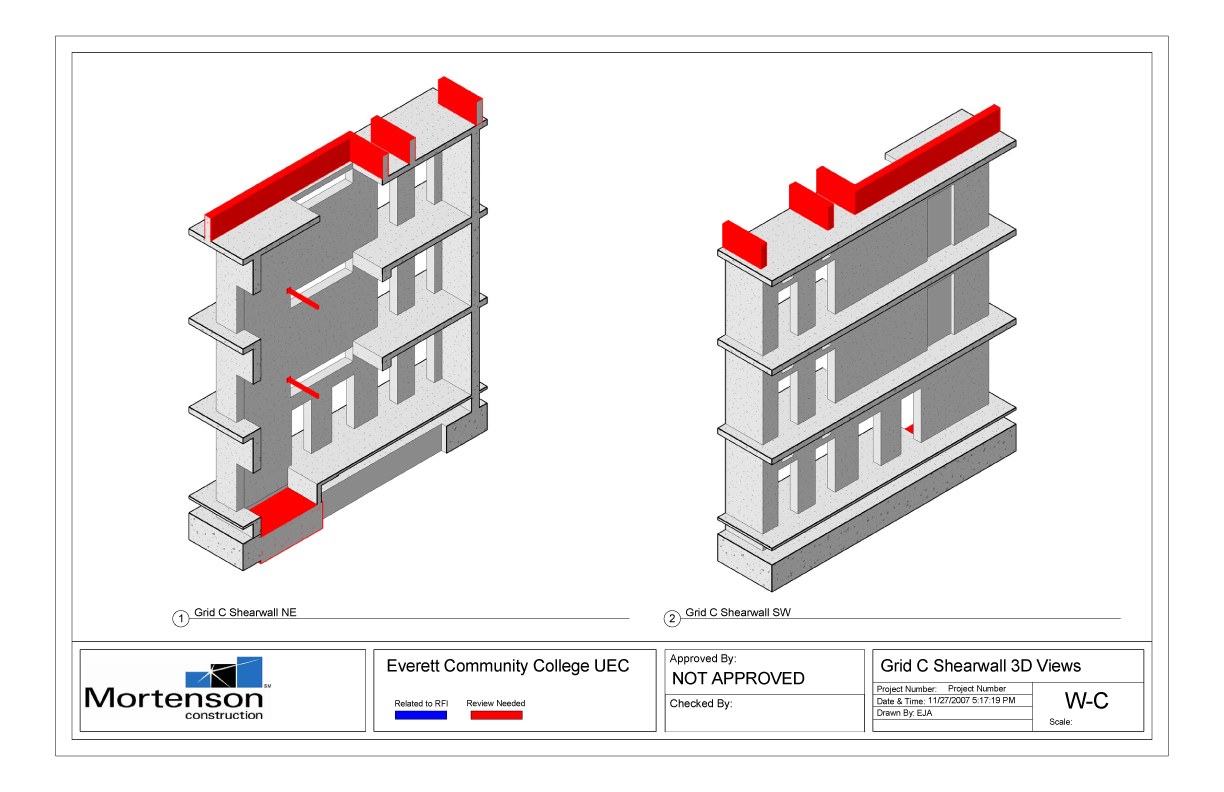 1 Grid C Shearwall NE
2 Grid C Shearwall SW
Mortenson SM
construction
Everett Community College UEC
Related to RFI Review Needed
Approved By:
NOT APPROVED
Checked By:
Grid C Shearwall 3D Views
Project Number: Project Number
Date & Time: 11/27/2007 5:17:19 PM
Drawn By: EJA
W-C
Scale: